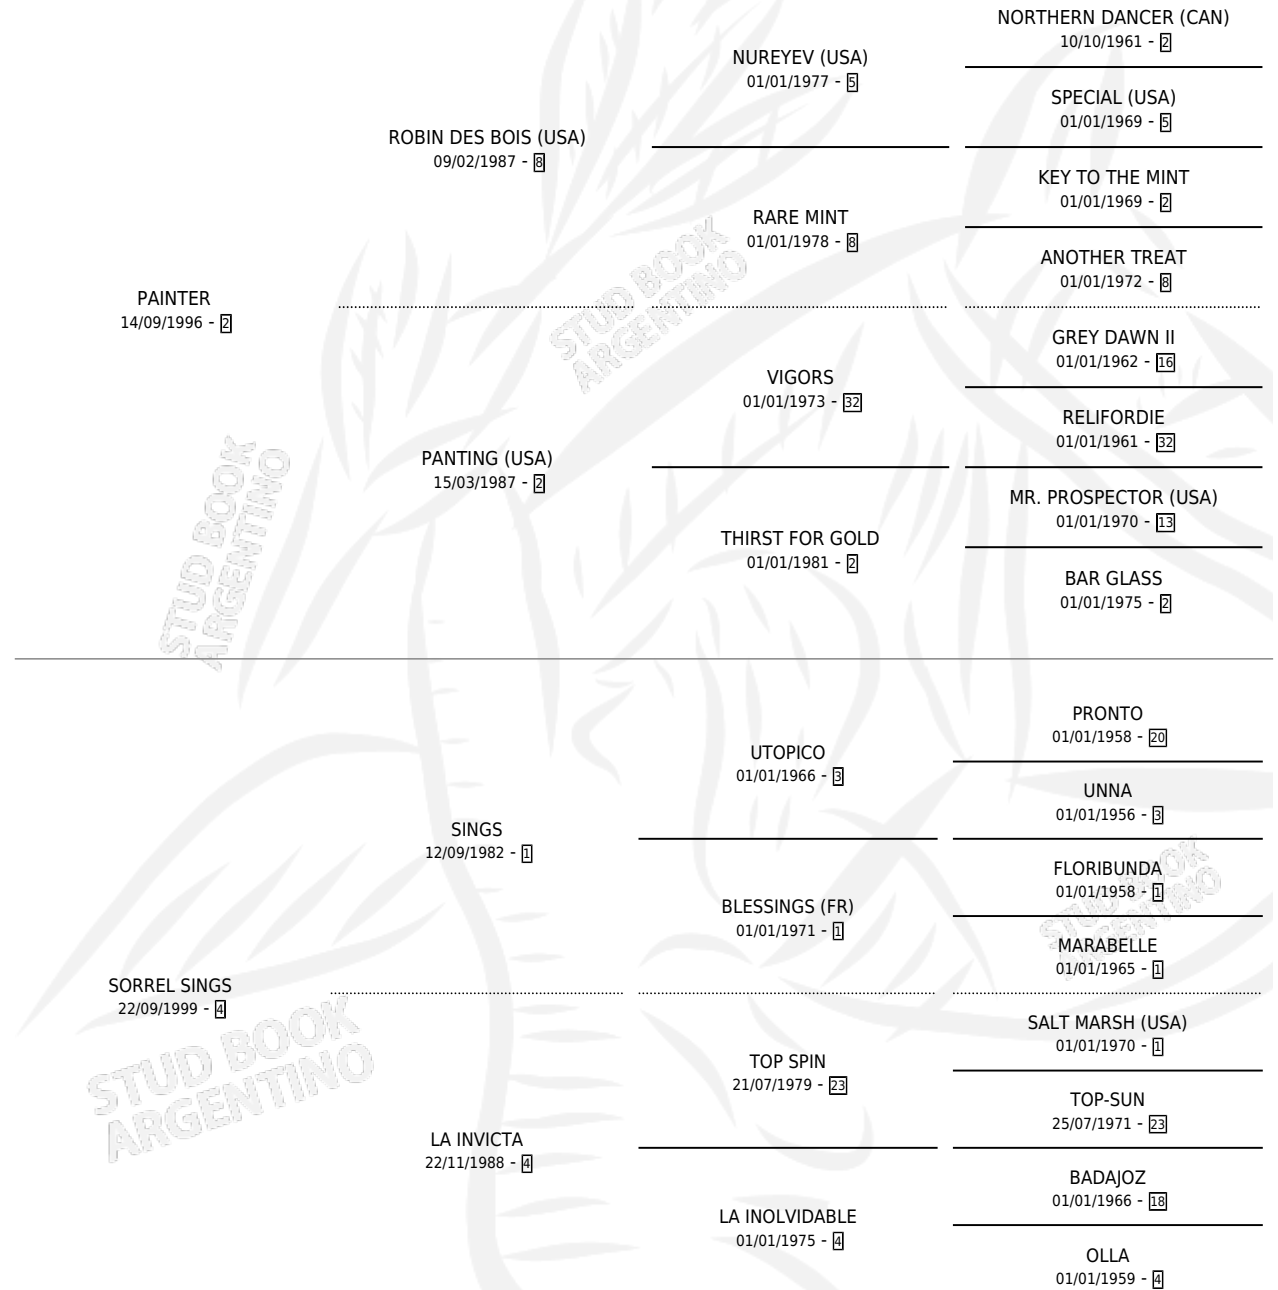 NORTHERN DANCER (CAN)
10/10/1961 - 2
NUREYEV (USA)
01/01/1977 - 5
SPECIAL (USA)
01/01/1969 - 5
ROBIN DES BOIS (USA)
09/02/1987 - 8
KEY TO THE MINT
01/01/1969 - 2
RARE MINT
01/01/1978 - 8
ANOTHER TREAT
01/01/1972 - 8
PAINTER
14/09/1996 - 2
GREY DAWN II
01/01/1962 - 16
VIGORS
01/01/1973 - 32
RELIFORDIE
01/01/1961 - 32
PANTING (USA)
15/03/1987 - 2
MR. PROSPECTOR (USA)
01/01/1970 - 13
THIRST FOR GOLD
01/01/1981 - 2
BAR GLASS
01/01/1975 - 2
PRONTO
01/01/1958 - 20
UTOPICO
01/01/1966 - 3
UNNA
01/01/1956 - 3
SINGS
12/09/1982 - 1
FLORIBUNDA
01/01/1958 - 1
BLESSINGS (FR)
01/01/1971 - 1
MARABELLE
01/01/1965 - 1
SORREL SINGS
22/09/1999 - 4
SALT MARSH (USA)
01/01/1970 - 1
TOP SPIN
21/07/1979 - 23
TOP-SUN
25/07/1971 - 23
LA INVICTA
22/11/1988 - 4
BADAJOZ
01/01/1966 - 18
LA INOLVIDABLE
01/01/1975 - 4
OLLA
01/01/1959 - 4
STUD BOOK
ARGENTINO
STUD BOOK
ARGENTINO
STUD BOOK
ARGENTINO
STUD BOOK
ARGENTINO